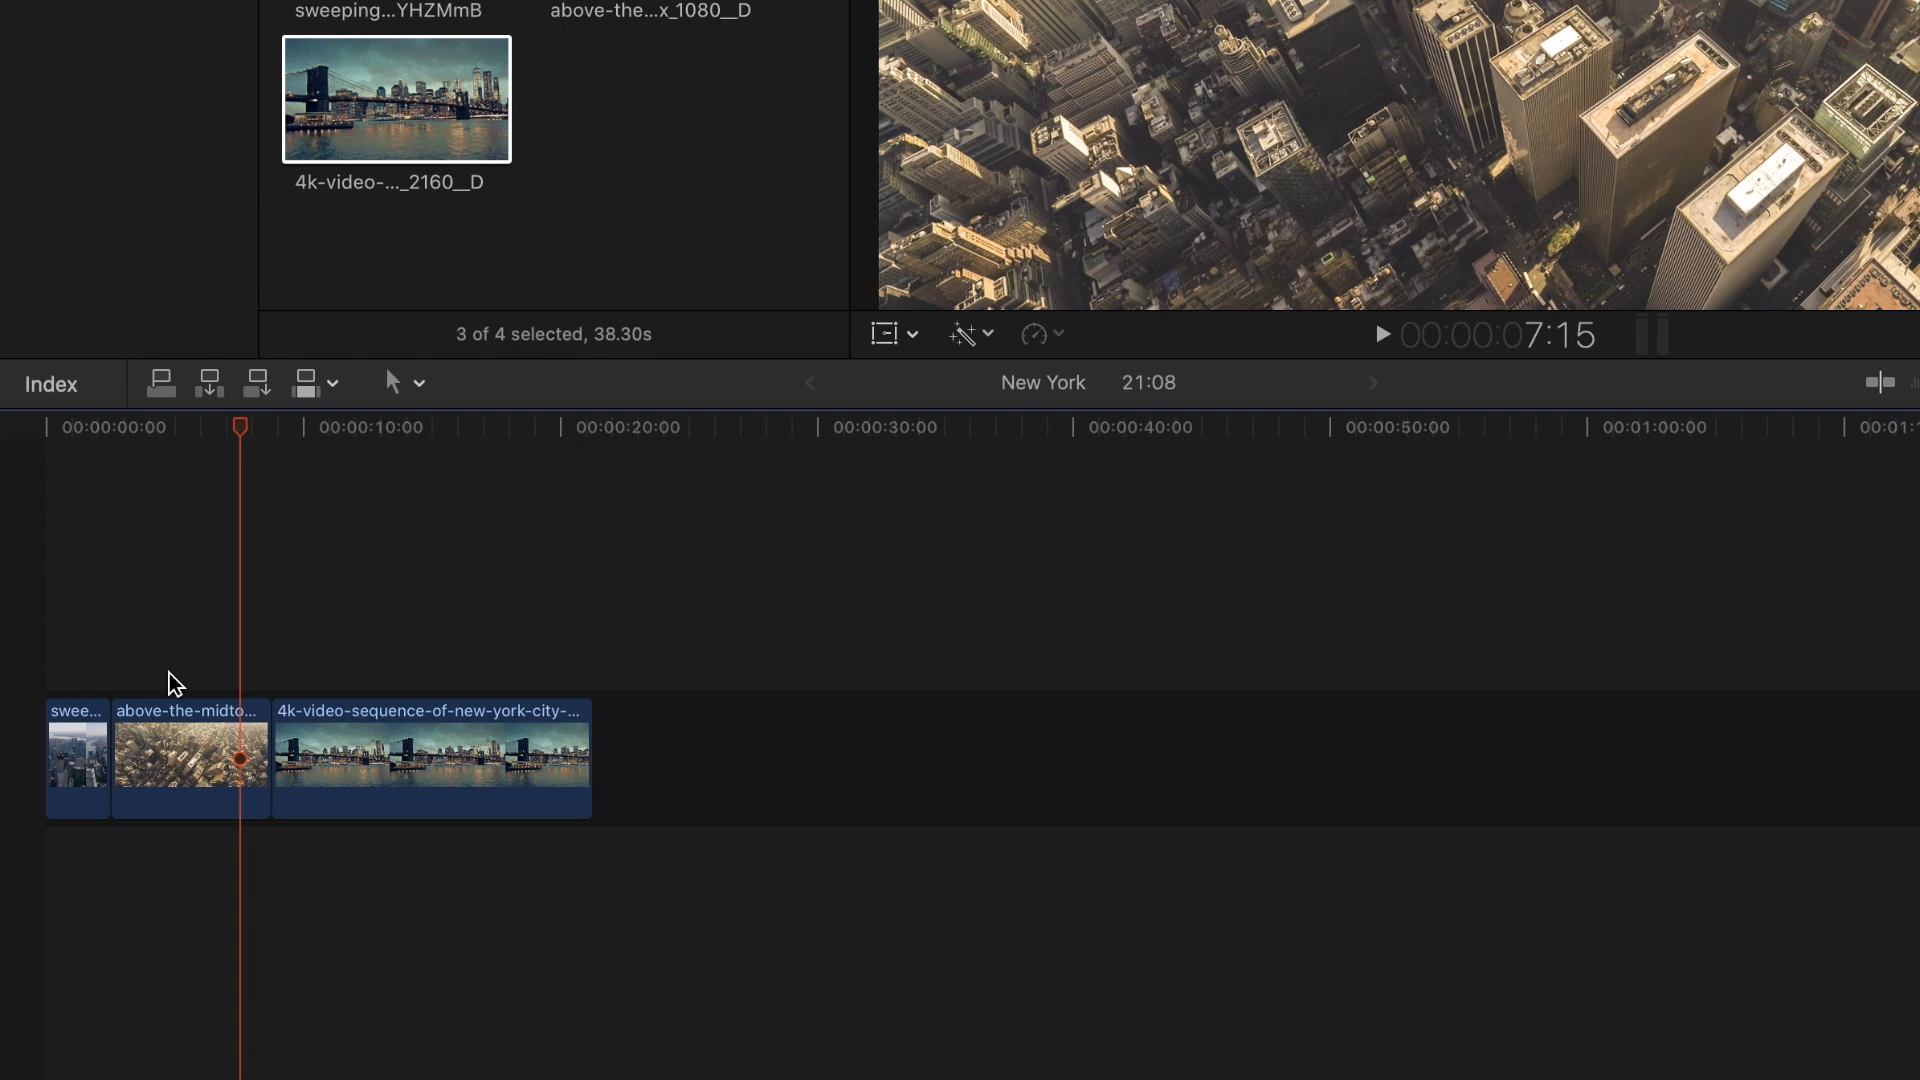 sweeping...YHZMmB
above-the...x_1080__D
4k-video-..._2160__D
3 of 4 selected, 38.30s
00:00:07:15
Index
New York 21:08
00:00:00:00
00:00:10:00
00:00:20:00
00:00:30:00
00:00:40:00
00:00:50:00
00:01:00:00
00:01:
swee...
above-the-midto...
4k-video-sequence-of-new-york-city-...